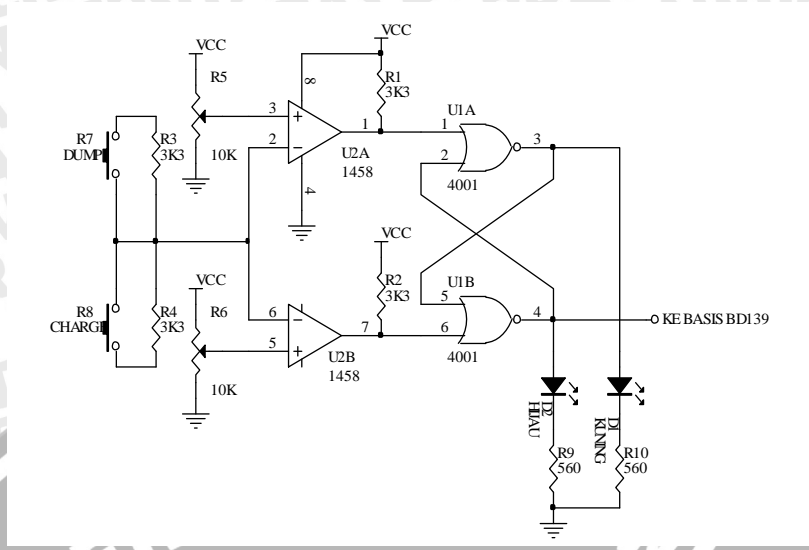 VCC
R5
10K
R7
DUMP
R3
3K3
R8
CHARGE
R4
3K3
VCC
R6
10K
VCC
R1
3K3
8
3
2
1
4
U2A
1458
VCC
R2
3K3
6
5
7
U2B
1458
U1A
1
2
3
4001
U1B
5
6
4
4001
KE BASIS BD139
D2
HIJAU
D1
KUNING
R9
560
R10
560